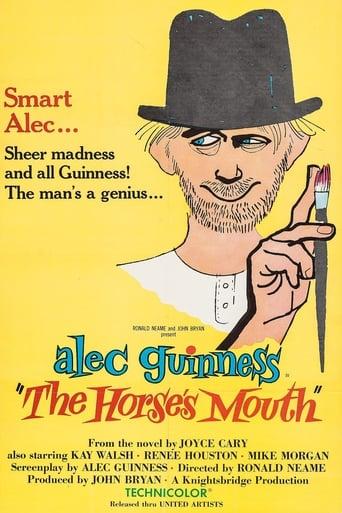 Smart
Alec...
Sheer madness
and all Guinness!
The man's a genius...
RONALD NEAME and JOHN BRYAN
present
alec guinness
in
"The Horse's Mouth"
From the novel by JOYCE CARY
also starring KAY WALSH • RENEE HOUSTON • MIKE MORGAN
Screenplay by ALEC GUINNESS • Directed by RONALD NEAME
Produced by JOHN BRYAN • A Knightsbridge Production
TECHNICOLOR®
Released thru UNITED ARTISTS